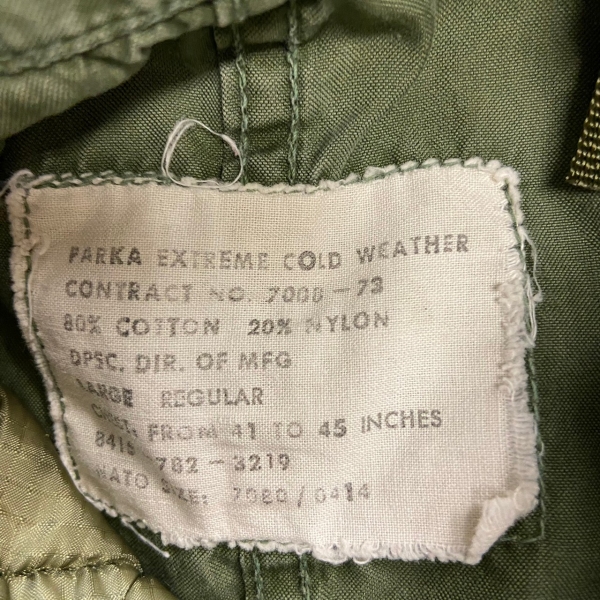 PARKA EXTREME COLD WEATHER
CONTRACT NO. 7008-73
80% COTTON 20% NYLON
DPSC, DIR. OF MFG
LARGE REGULAR
CHEST: FROM 41 TO 45 INCHES
8415 782-3219
NATO SIZE: 7080/0414